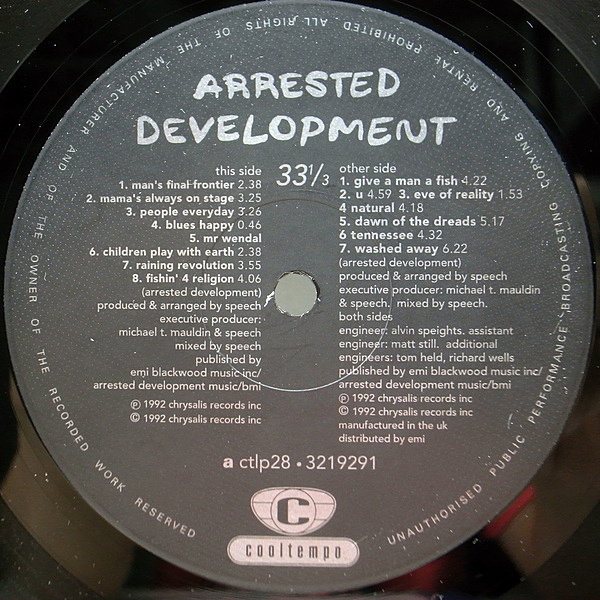 ARRESTED
DEVELOPMENT
this side
33⅓
1. man's final frontier 2.38
2. mama's always on stage 3.25
3. people everyday 3.26
4. blues happy 0.46
5. mr wendal
6. children play with earth 2.38
7. raining revolution 3.55
8. fishin' 4 religion 4.06
(arrested development)
produced & arranged by speech
executive producer:
michael t. mauldin & speech
mixed by speech
published by
emi blackwood music inc/
arrested development music/bmi
℗ 1992 chrysalis records inc
© 1992 chrysalis records inc
other side
1. give a man a fish 4.22
2. u 4.59 3. eve of reality 1.53
4 natural 4.18
5. dawn of the dreads 5.17
6 tennessee 4.32
7. washed away 6.22
(arrested development)
produced & arranged by speech
executive producer: michael t. mauldin
& speech. mixed by speech.
both sides
engineer: alvin speights. assistant
engineer: matt still. additional
engineers: tom held, richard wells
published by emi blackwood music inc/
arrested development music/bmi
℗ 1992 chrysalis records inc
© 1992 chrysalis records inc
manufactured in the uk
distributed by emi
a ctlp28 • 3219291
C
cooltempo
ALL RIGHTS OF THE MANUFACTURER AND OF THE OWNER OF THE RECORDED WORK RESERVED
UNAUTHORISED PUBLIC PERFORMANCE BROADCASTING COPYING AND RENTAL PROHIBITED